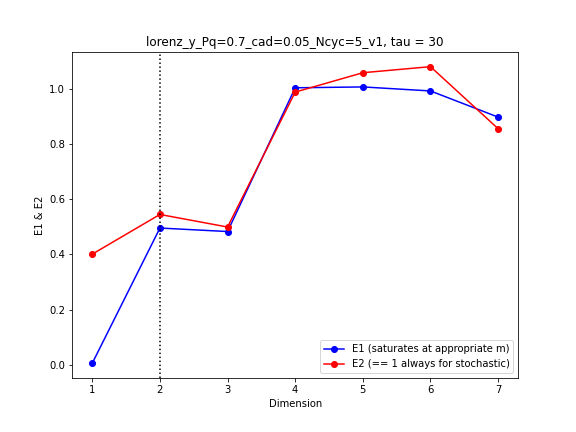 lorenz_y_Pq=0.7_cad=0.05_Ncyc=5_v1, tau = 30
E1 & E2
1.0
0.8
0.6
0.4
0.2
0.0
E1 (saturates at appropriate m)
E2 (== 1 always for stochastic)
1 2 3 4 5 6 7
Dimension